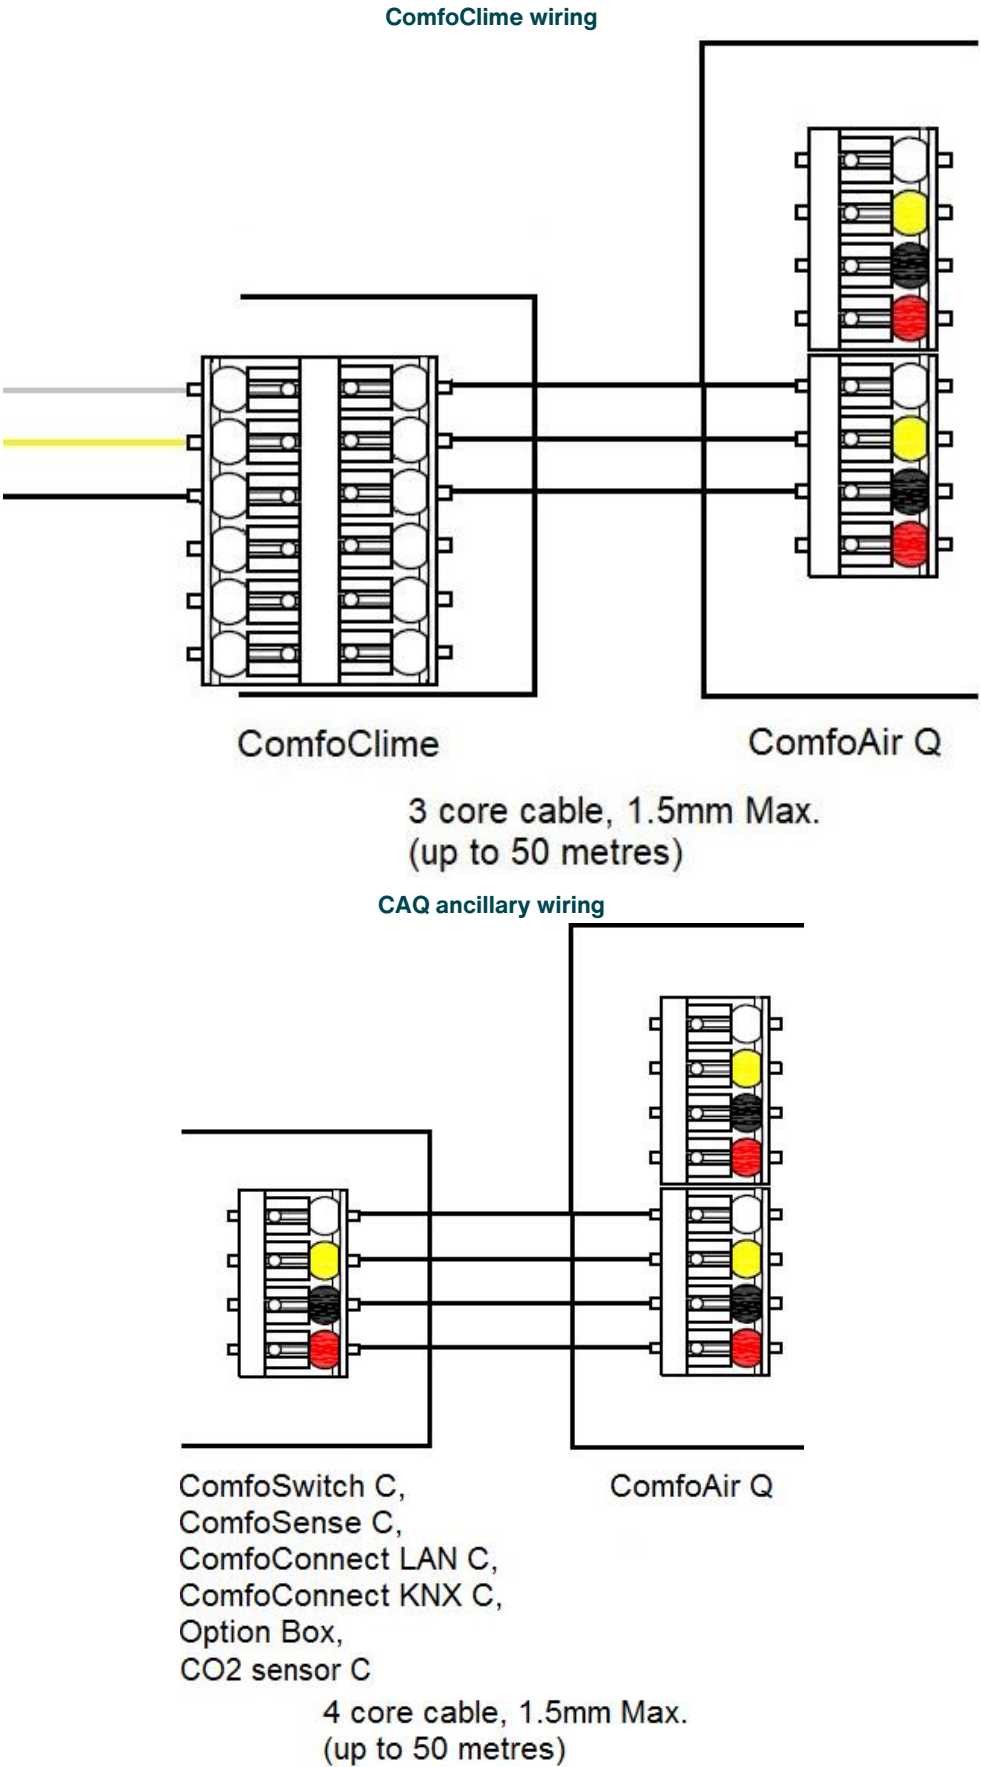 ComfoClime wiring
ComfoClime
ComfoAir Q
3 core cable, 1.5mm Max.
(up to 50 metres)
CAQ ancillary wiring
ComfoSwitch C,
ComfoSense C,
ComfoConnect LAN C,
ComfoConnect KNX C,
Option Box,
CO2 sensor C
ComfoAir Q
4 core cable, 1.5mm Max.
(up to 50 metres)